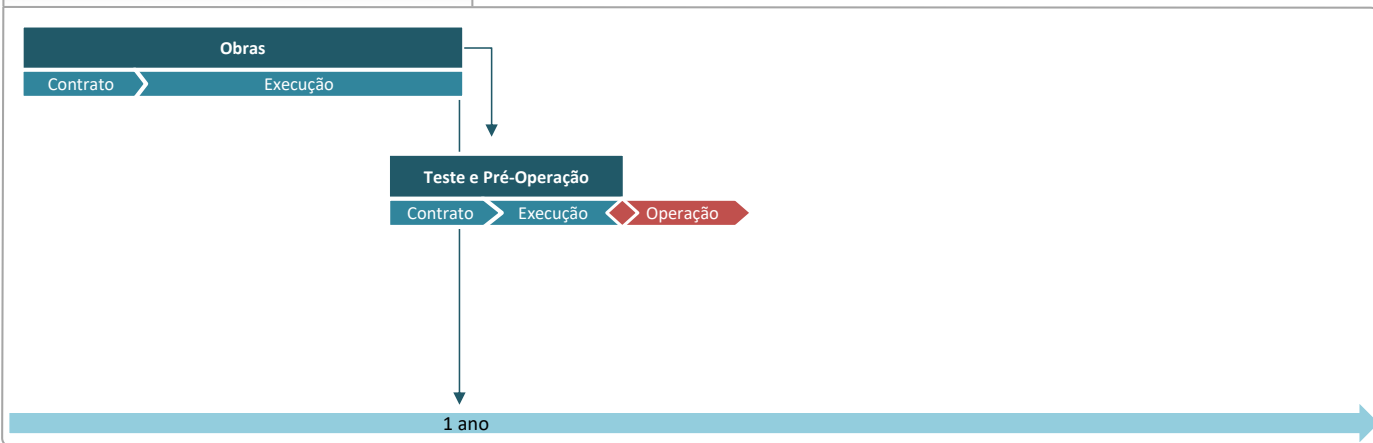 Obras
Contrato
Execução
Teste e Pré-Operação
Contrato
Execução
Operação
1 ano